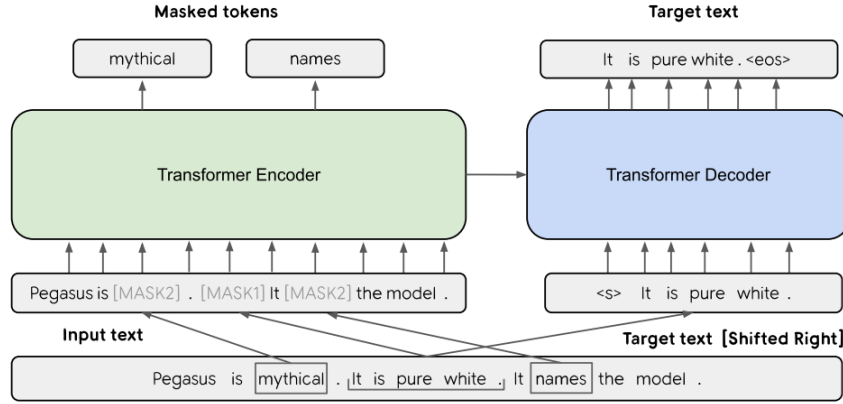 Masked tokens Target text
mythical names It is pure white . <eos>
Transformer Encoder Transformer Decoder
Pegasus is [MASK2] . [MASK1] It [MASK2] the model . <s> It is pure white .
Input text Target text [Shifted Right]
Pegasus is mythical . It is pure white . It names the model .